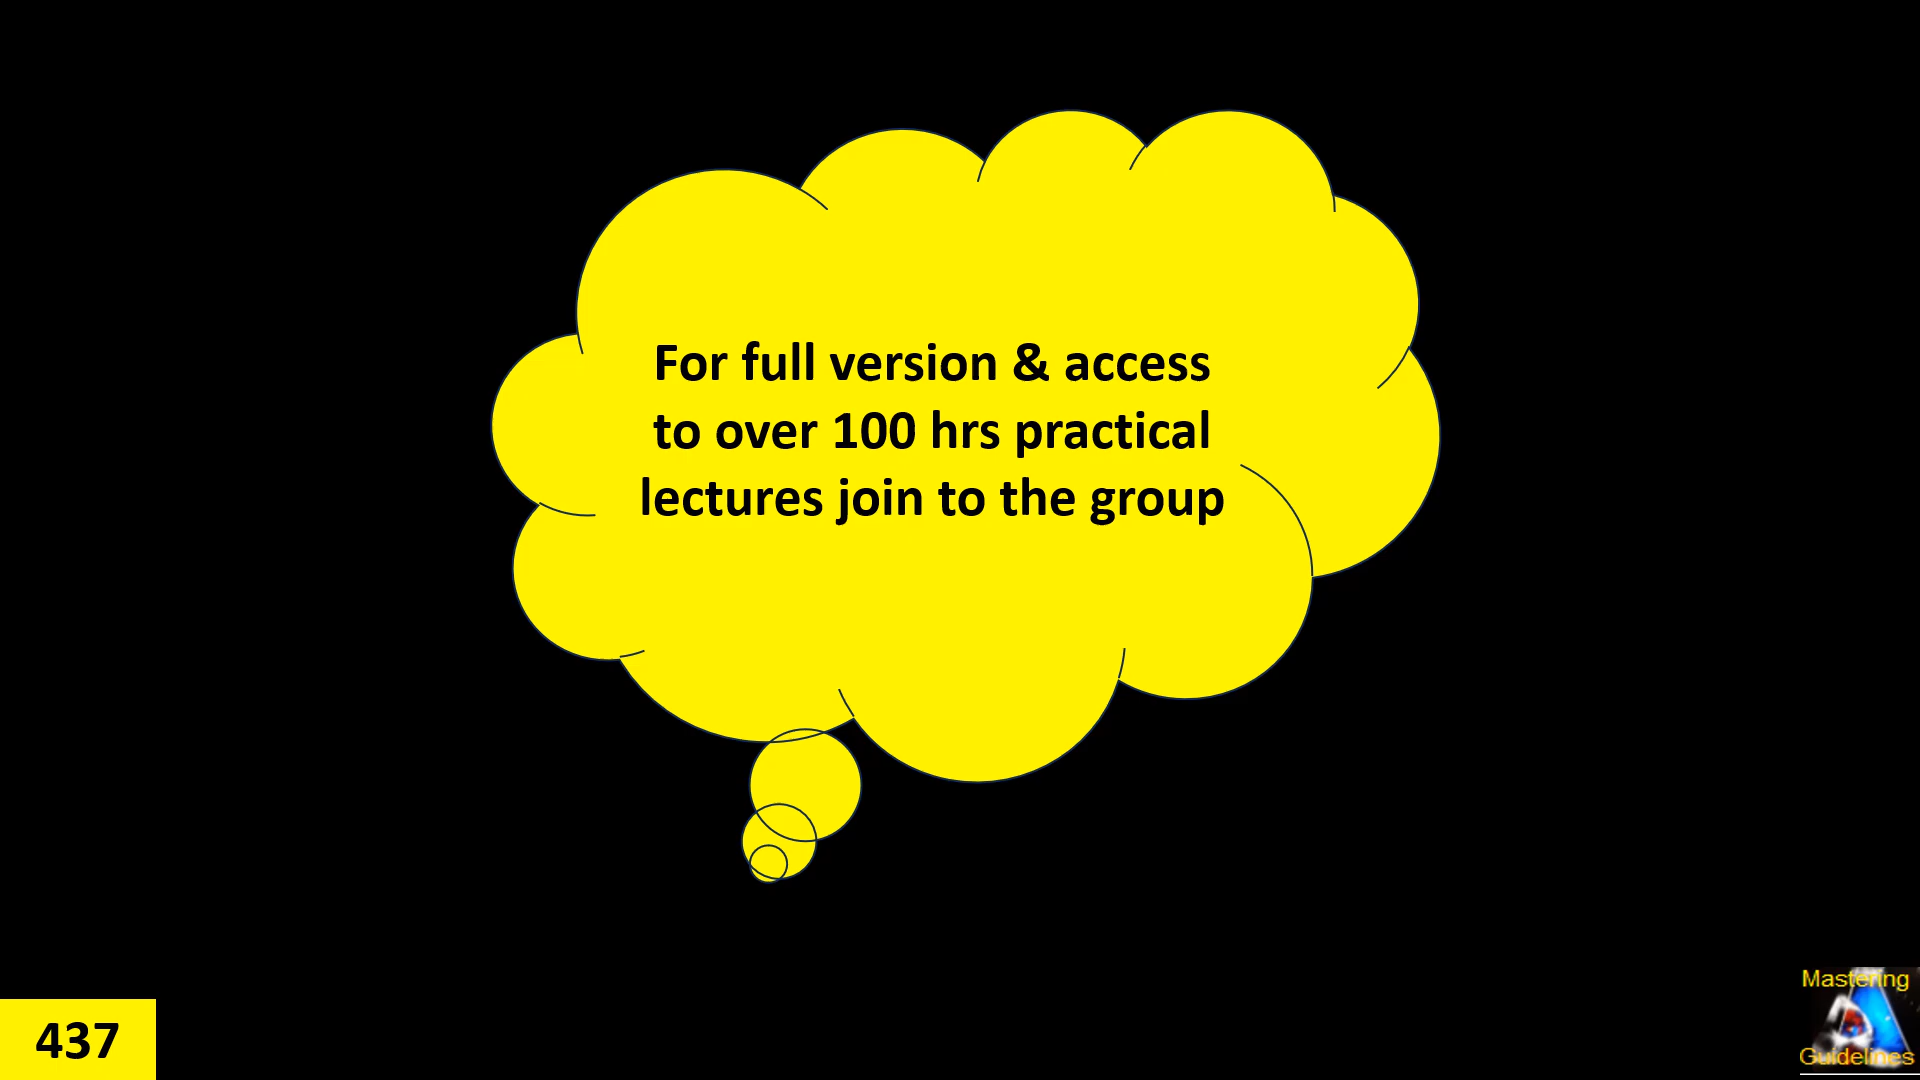 For full version & access
to over 100 hrs practical
lectures join to the group
437
Mastering
Guidelines